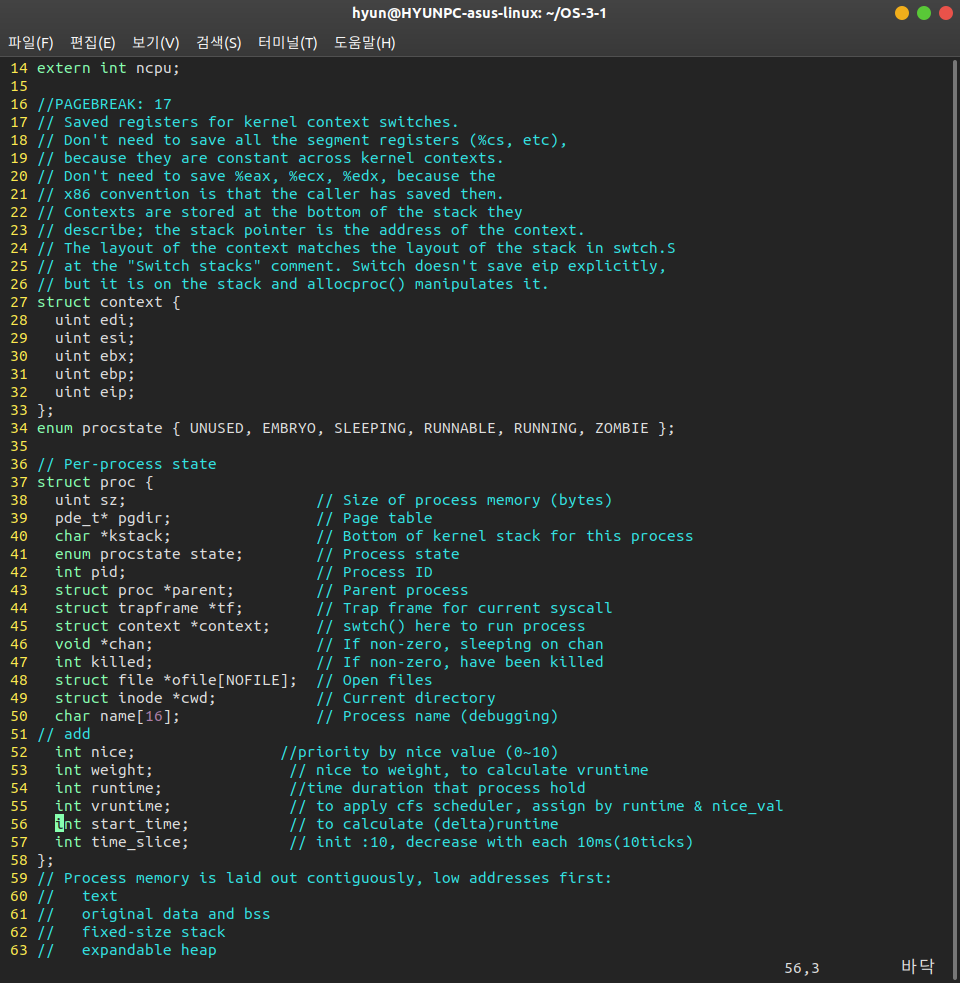 hyun@HYUNPC-asus-linux: ~/OS-3-1
파일(F) 편집(E) 보기(V) 검색(S) 터미널(T) 도움말(H)
14 extern int ncpu;
15
16 //PAGEBREAK: 17
17 // Saved registers for kernel context switches.
18 // Don't need to save all the segment registers (%cs, etc),
19 // because they are constant across kernel contexts.
20 // Don't need to save %eax, %ecx, %edx, because the
21 // x86 convention is that the caller has saved them.
22 // Contexts are stored at the bottom of the stack they
23 // describe; the stack pointer is the address of the context.
24 // The layout of the context matches the layout of the stack in swtch.S
25 // at the "Switch stacks" comment. Switch doesn't save eip explicitly,
26 // but it is on the stack and allocproc() manipulates it.
27 struct context {
28   uint edi;
29   uint esi;
30   uint ebx;
31   uint ebp;
32   uint eip;
33 };
34 enum procstate { UNUSED, EMBRYO, SLEEPING, RUNNABLE, RUNNING, ZOMBIE };
35
36 // Per-process state
37 struct proc {
38   uint sz;                     // Size of process memory (bytes)
39   pde_t* pgdir;                // Page table
40   char *kstack;                // Bottom of kernel stack for this process
41   enum procstate state;        // Process state
42   int pid;                     // Process ID
43   struct proc *parent;         // Parent process
44   struct trapframe *tf;        // Trap frame for current syscall
45   struct context *context;     // swtch() here to run process
46   void *chan;                  // If non-zero, sleeping on chan
47   int killed;                  // If non-zero, have been killed
48   struct file *ofile[NOFILE];  // Open files
49   struct inode *cwd;           // Current directory
50   char name[16];               // Process name (debugging)
51 // add
52   int nice;                //priority by nice value (0~10)
53   int weight;               // nice to weight, to calculate vruntime
54   int runtime;              //time duration that process hold
55   int vruntime;             // to apply cfs scheduler, assign by runtime & nice_val
56   int start_time;           // to calculate (delta)runtime
57   int time_slice;           // init :10, decrease with each 10ms(10ticks)
58 };
59 // Process memory is laid out contiguously, low addresses first:
60 //   text
61 //   original data and bss
62 //   fixed-size stack
63 //   expandable heap
56,3 바닥